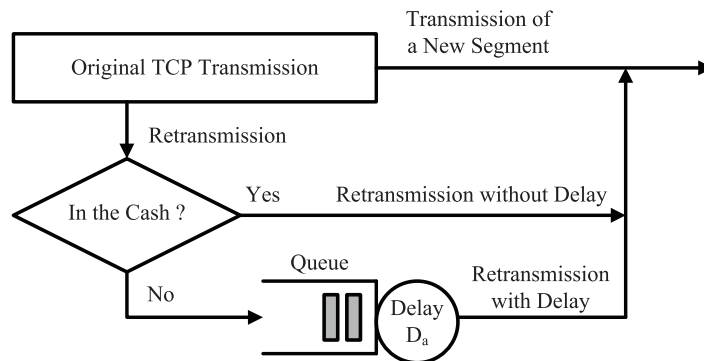 Transmission of
a New Segment
Original TCP Transmission
Retransmission
In the Cash ?
Yes
Retransmission without Delay
No
Queue
Delay
Da
Retransmission
with Delay